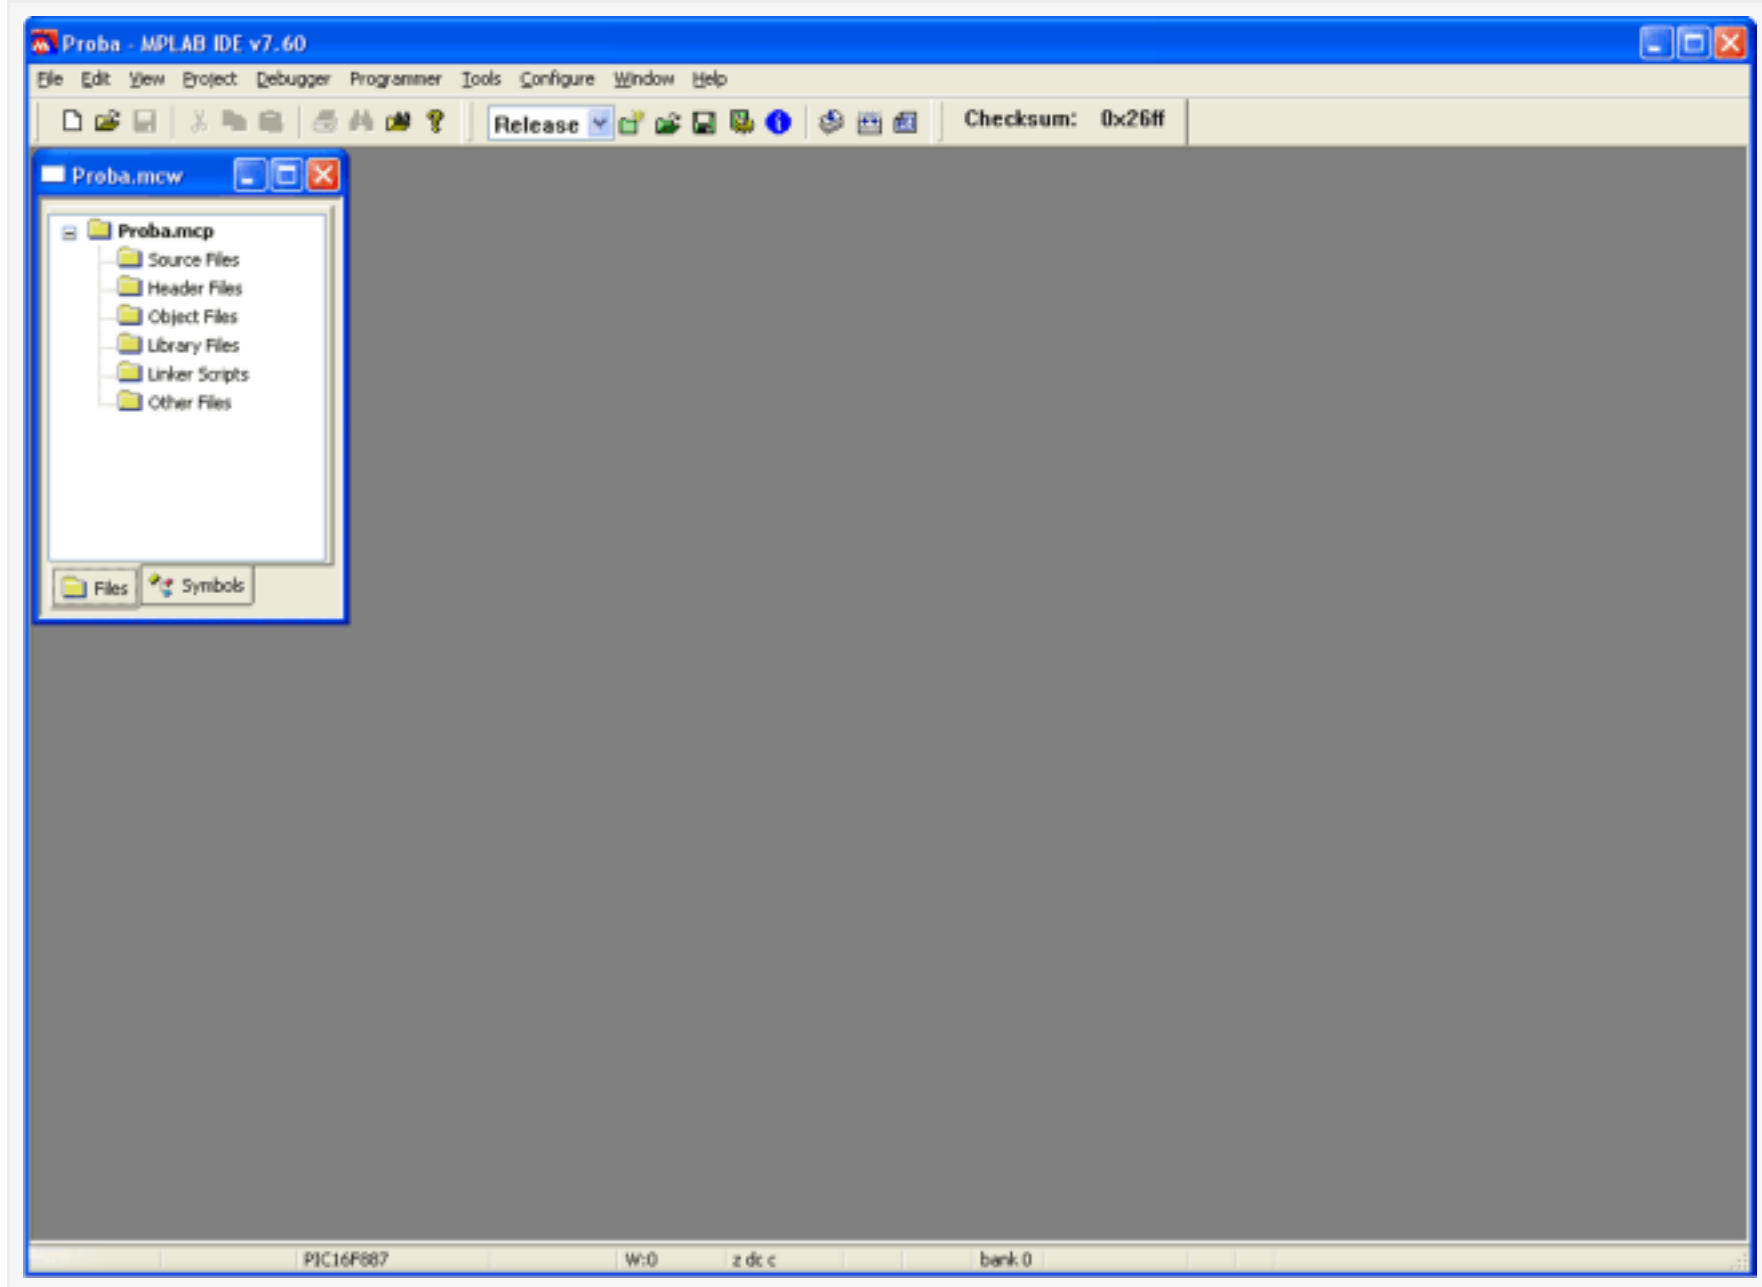 Proba - MPLAB IDE v7.60
File Edit View Project Debugger Programmer Tools Configure Window Help
Release Checksum: 0x26ff
Proba.mcw
Proba.mcp
Source Files
Header Files
Object Files
Library Files
Linker Scripts
Other Files
Files Symbols
PIC16F887 W:0 z dc c bank 0